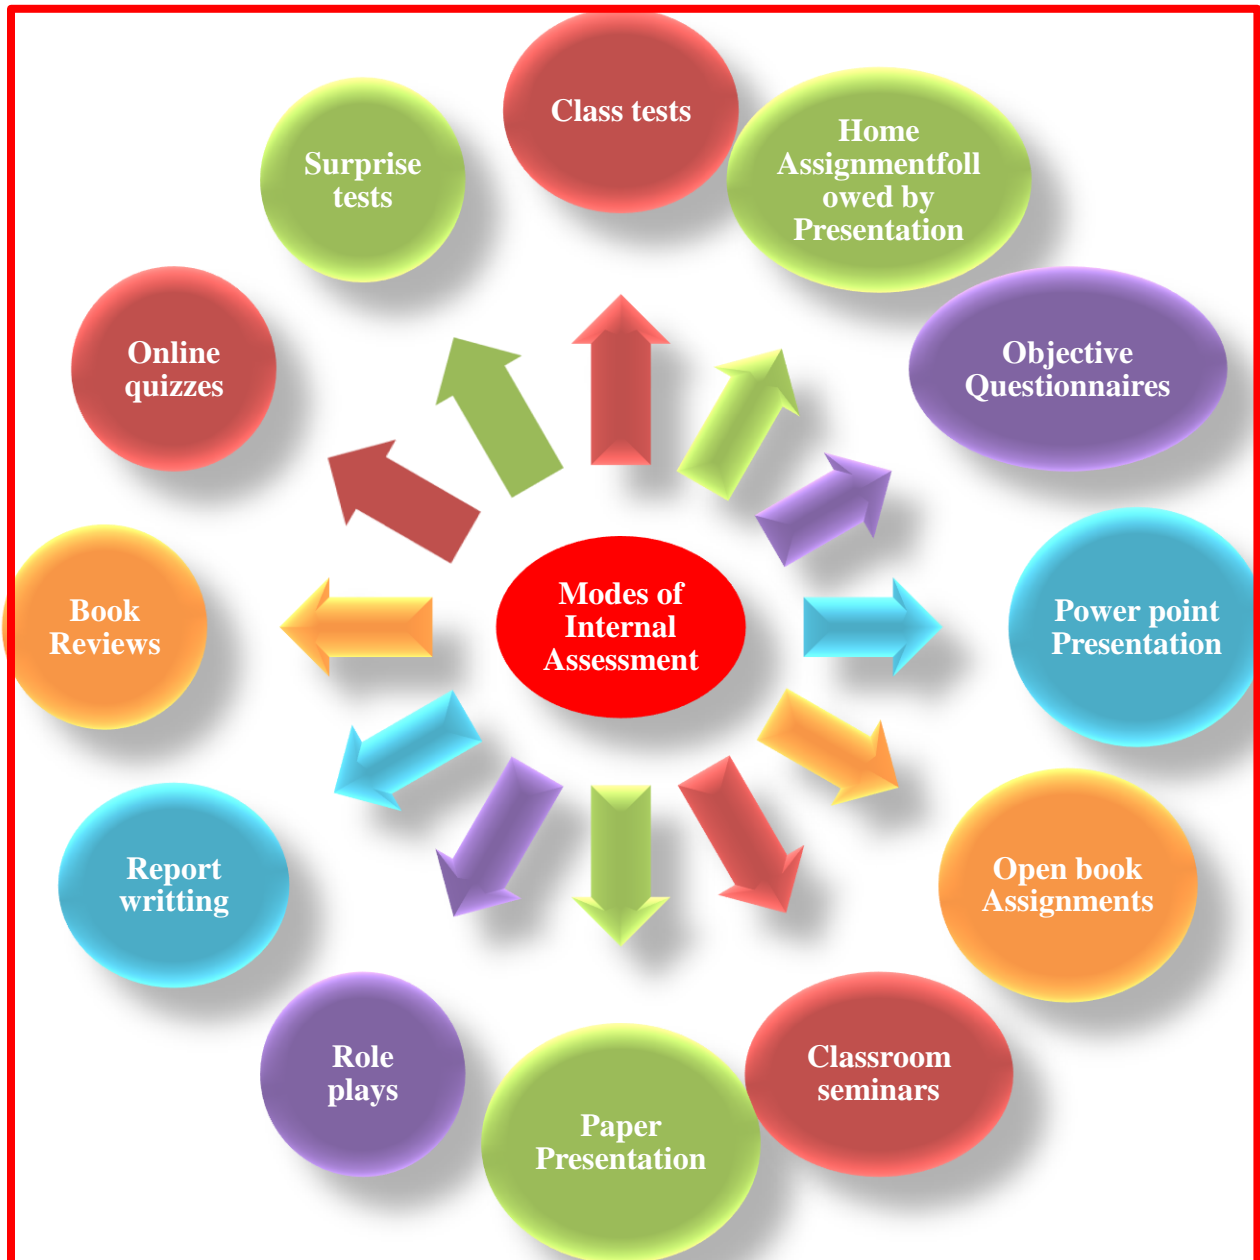 Class tests
Home
Assignmentfoll
owed by
Presentation
Objective
Questionnaires
Power point
Presentation
Open book
Assignments
Classroom
seminars
Paper
Presentation
Role
plays
Report
writting
Book
Reviews
Online
quizzes
Surprise
tests
Modes of
Internal
Assessment